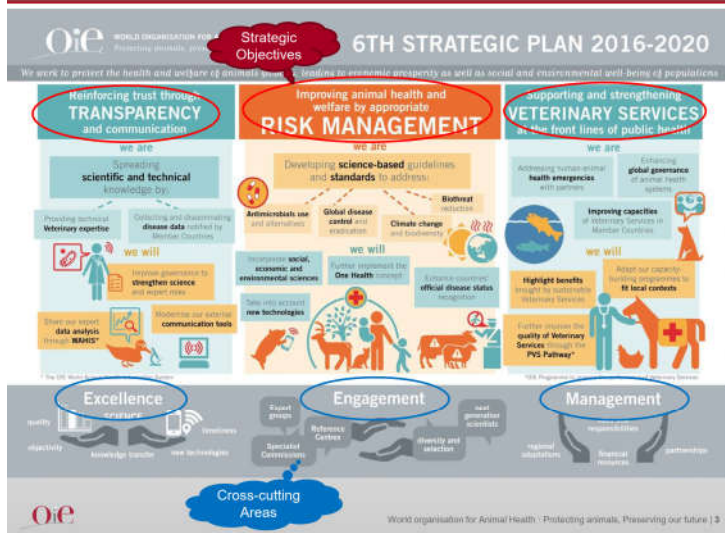 Oie
WORLD ORGANISATION FOR
Protecting animals,
Strategic
Objectives
6TH STRATEGIC PLAN 2016-2020
We work to protect the health and welfare of animals leads to economic prosperity as well as social and environmental well-being of populations
Reinforcing trust through
TRANSPARENCY
and communication
we are
Spreading
scientific and technical
knowledge by:
Providing technical
Veterinary expertise
Collecting and disseminating
disease data notified by
Member Countries
we will
Improve governance to
strengthen science
and expert roles
Share our expert
data analysis
through WAHIS*
Modernise our external
communication tools
Improving animal health and
welfare by appropriate
RISK MANAGEMENT
we are
Developing science-based guidelines
and standards to address:
Antimicrobials use
and alternatives
Global disease
control and
eradication
Climate change
and biodiversity
Biothreat
reduction
we will
Incorporate social,
economic and
environmental sciences
Further implement the
One Health concept
Enhance countries'
official disease status
recognition
Take into account
new technologies
Supporting and strengthening
VETERINARY SERVICES
at the front lines of public health
we are
Addressing human-animal
health emergencies
with partners
Enhancing
global governance
of animal health
systems
Improving capacities
of Veterinary Services in
Member Countries
we will
Highlight benefits
brought by sustainable
Veterinary Services
Adapt our capacity-
building programmes to
fit local contexts
Further uncover the
quality of Veterinary
Services through the
PVS Pathway*
Excellence
SCIENCE
quality
objectivity
knowledge transfer
timeliness
new technologies
Engagement
Expert
groups
Reference
Centres
Specialist
Commissions
diversity and
selection
next
generation
scientists
Management
responsibilities
regional
adaptations
financial
resources
partnerships
Cross-cutting
Areas
Oie
World organisation for Animal Health · Protecting animals, Preserving our future | 3